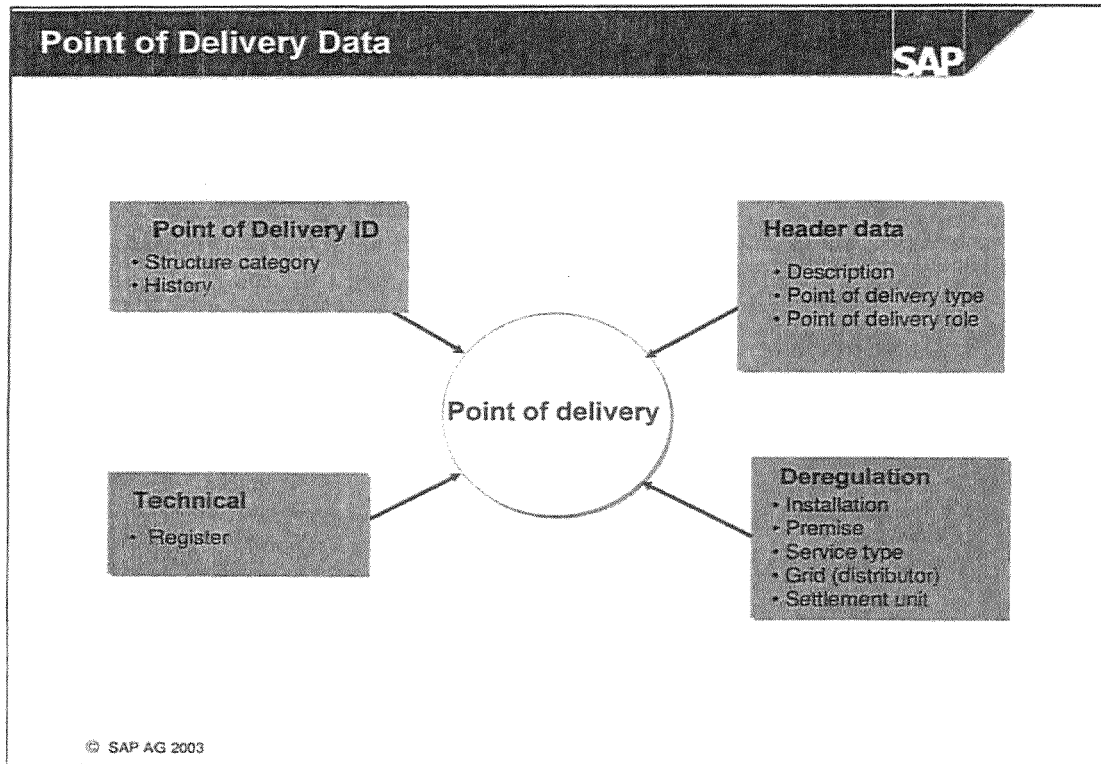 Point of Delivery Data
SAP
Point of Delivery ID
• Structure category
• History
Header data
• Description
• Point of delivery type
• Point of delivery role
Point of delivery
Technical
• Register
Deregulation
• Installation
• Premise
• Service type
• Grid (distributor)
• Settlement unit
© SAP AG 2003